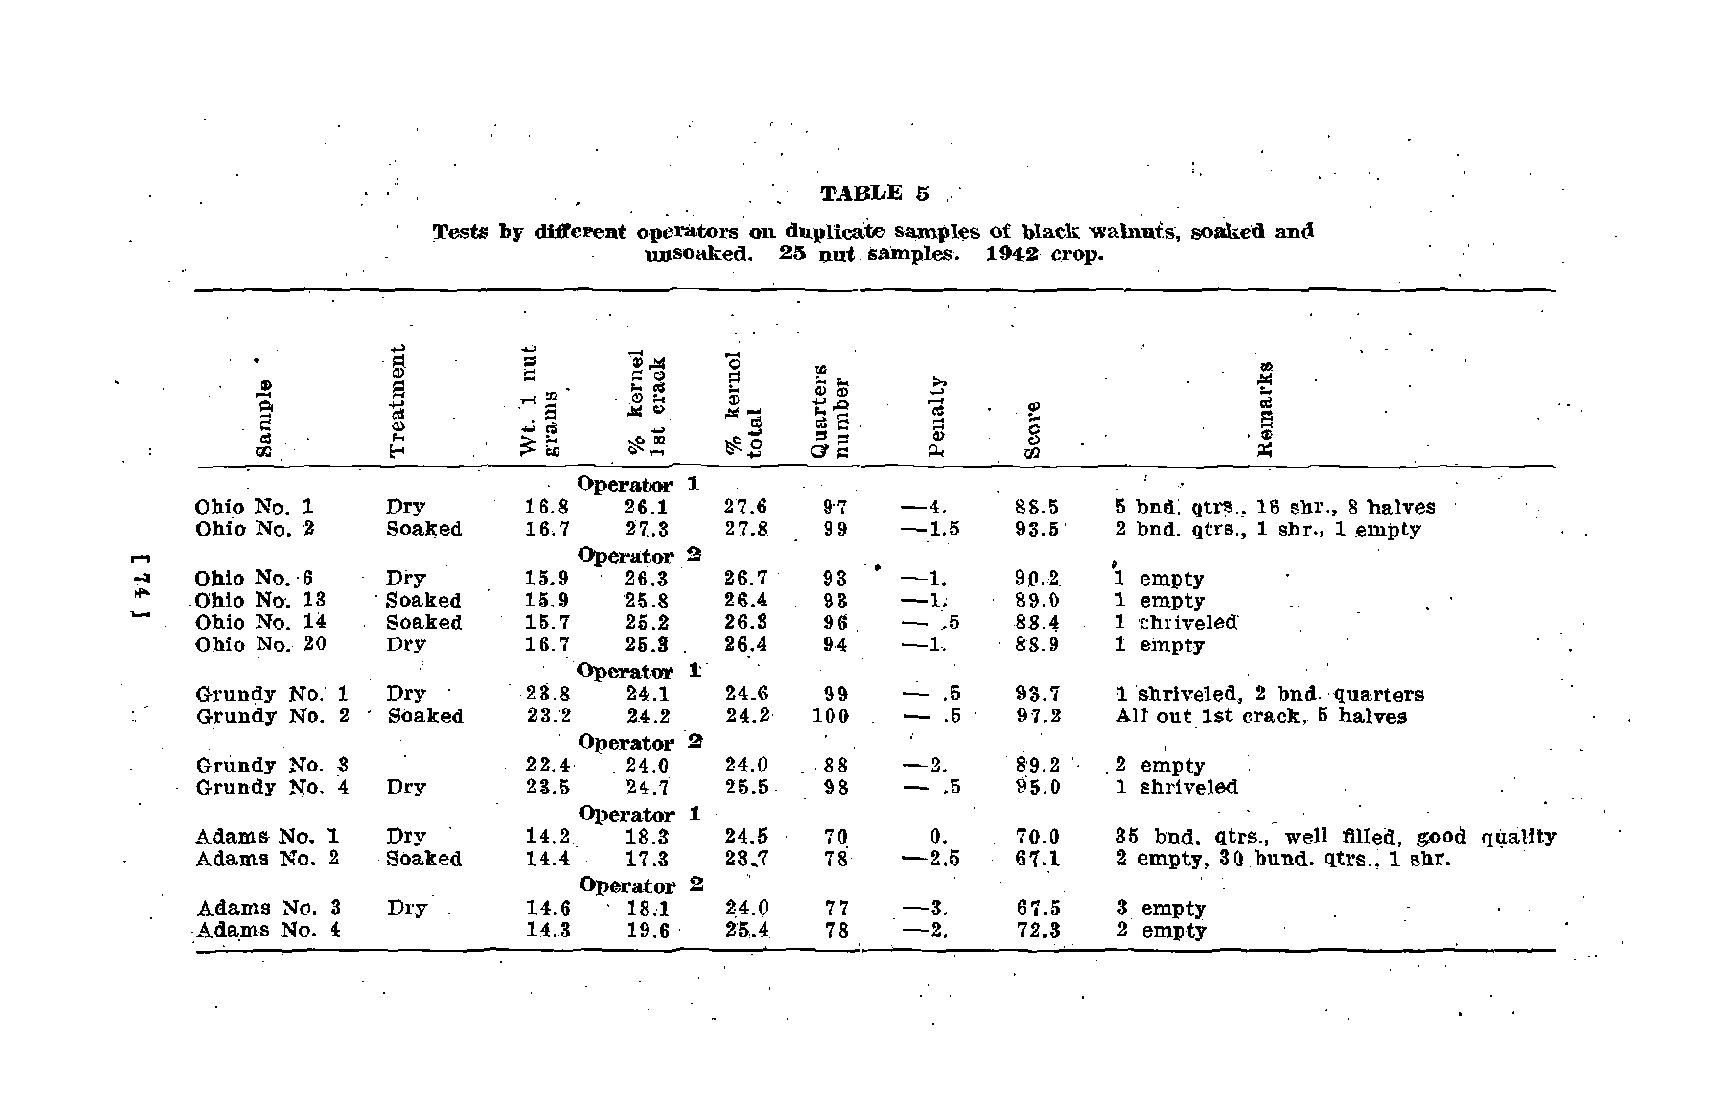 TABLE 5
Tests by different operators on duplicate samples of black walnuts, soaked and
unsoaked. 25 nut samples. 1942 crop.
Sample Treatment Wt. 1 nut grams % kernel 1st crack % kernel total Quarters number Penalty Score Remarks
Operator 1
Ohio No. 1 Dry 16.8 26.1 27.6 97 —4. 88.5 5 bnd. qtrs., 16 shr., 8 halves
Ohio No. 2 Soaked 16.7 27.3 27.8 99 —1.5 93.5 2 bnd. qtrs., 1 shr., 1 empty
Operator 2
Ohio No. 6 Dry 15.9 26.3 26.7 93 —1. 90.2 1 empty
Ohio No. 13 Soaked 15.9 25.8 26.4 93 —1. 89.0 1 empty
Ohio No. 14 Soaked 15.7 25.2 26.3 96 — .5 88.4 1 shriveled
Ohio No. 20 Dry 16.7 25.3 26.4 94 —1. 88.9 1 empty
Operator 1
Grundy No. 1 Dry 23.8 24.1 24.6 99 — .5 93.7 1 shriveled, 2 bnd. quarters
Grundy No. 2 Soaked 23.2 24.2 24.2 100 — .5 97.2 All out 1st crack, 5 halves
Operator 2
Grundy No. 3 22.4 24.0 24.0 88 —2. 89.2 2 empty
Grundy No. 4 Dry 23.5 24.7 25.5 98 — .5 95.0 1 shriveled
Operator 1
Adams No. 1 Dry 14.2 18.3 24.5 70 0. 70.0 35 bnd. qtrs., well filled, good quality
Adams No. 2 Soaked 14.4 17.3 23.7 78 —2.5 67.1 2 empty, 30 bund. qtrs., 1 shr.
Operator 2
Adams No. 3 Dry 14.6 18.1 24.0 77 —3. 67.5 3 empty
Adams No. 4 14.3 19.6 25.4 78 —2. 72.3 2 empty
[ 74 ]